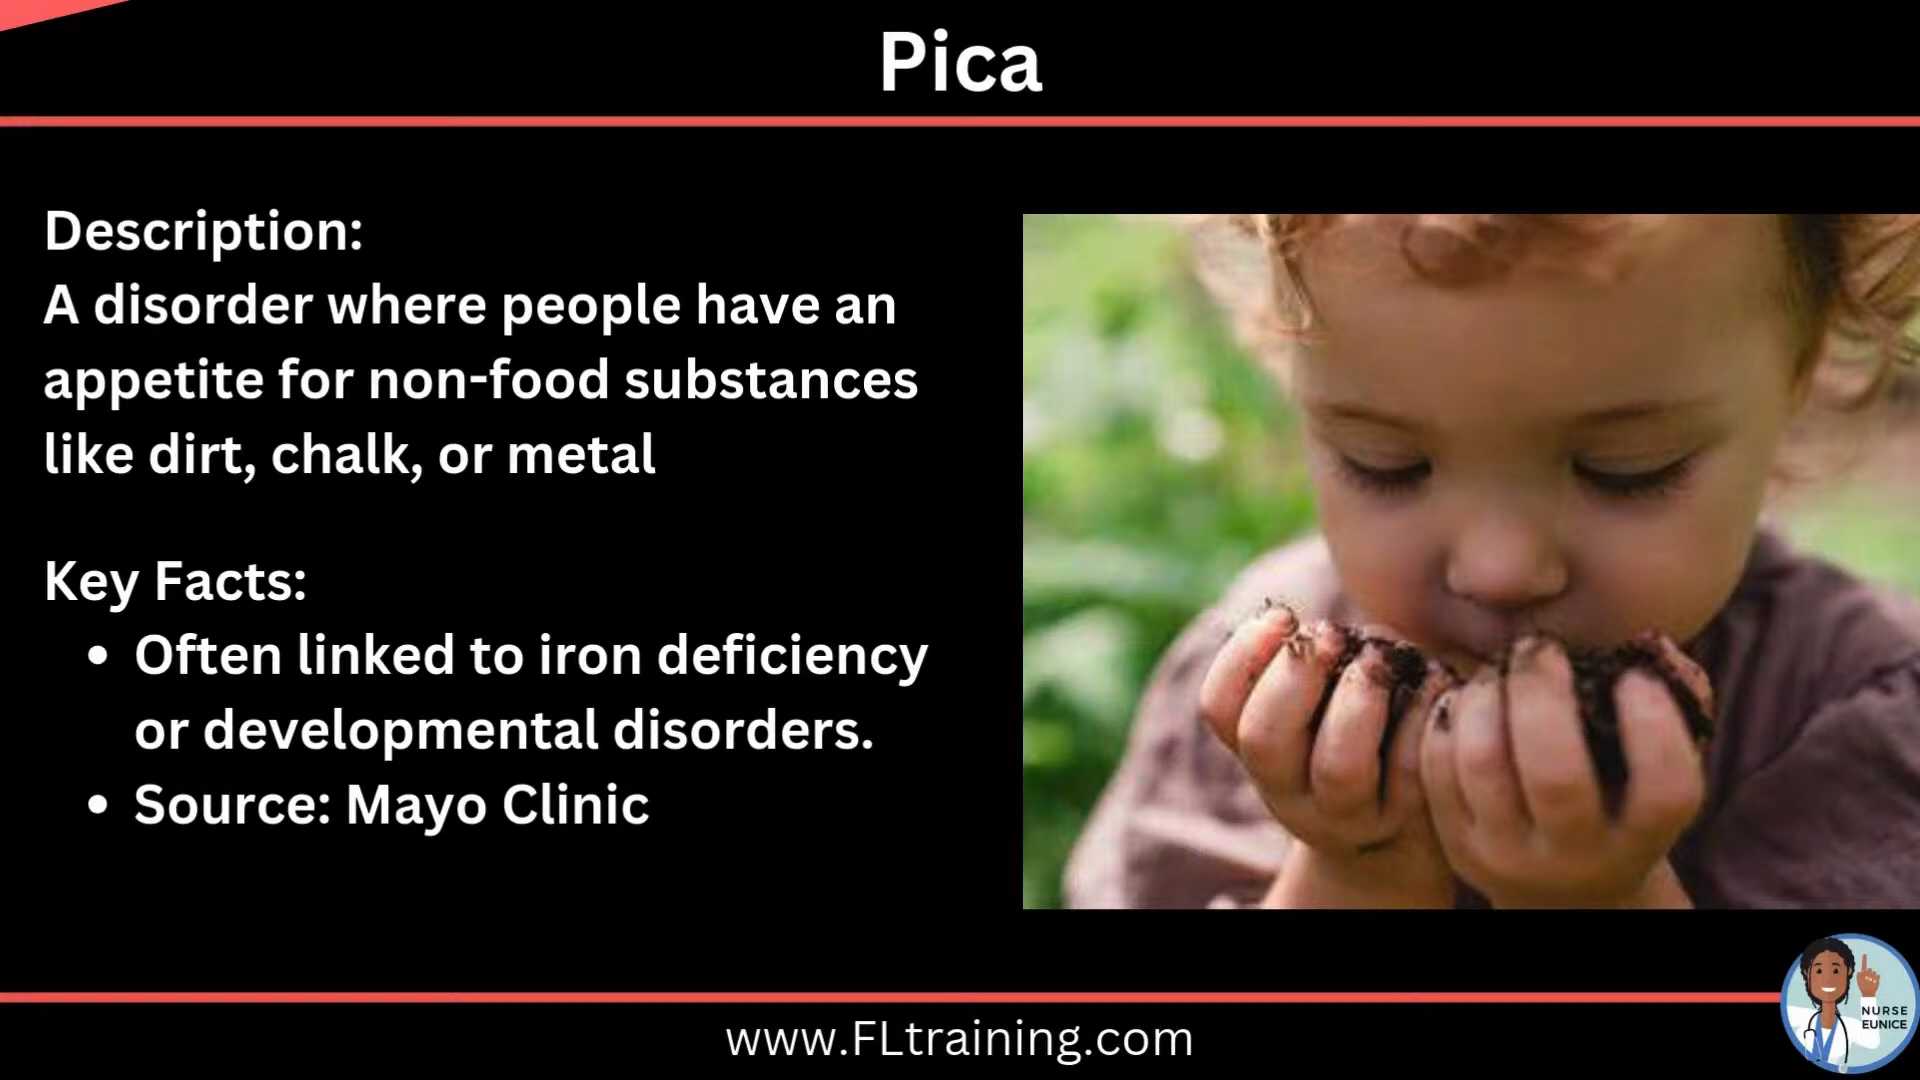 Pica
Description:
A disorder where people have an
appetite for non-food substances
like dirt, chalk, or metal
Key Facts:
• Often linked to iron deficiency
or developmental disorders.
• Source: Mayo Clinic
NURSE
EUNICE
www.FLtraining.com